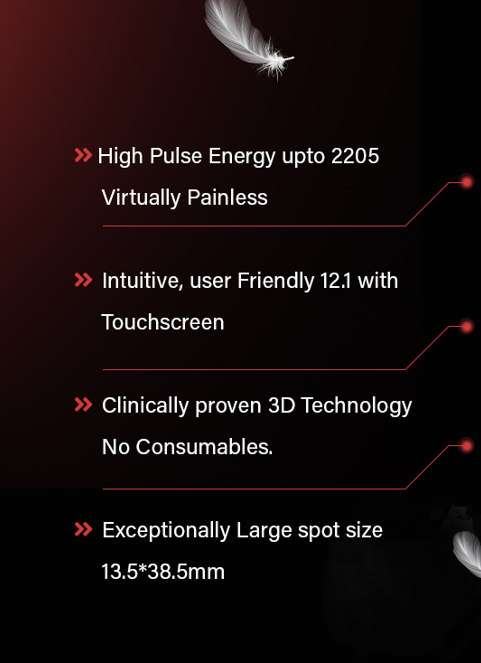 High Pulse Energy upto 2205
Virtually Painless
Intuitive, user Friendly 12.1 with
Touchscreen
Clinically proven 3D Technology
No Consumables.
Exceptionally Large spot size
13.5*38.5mm